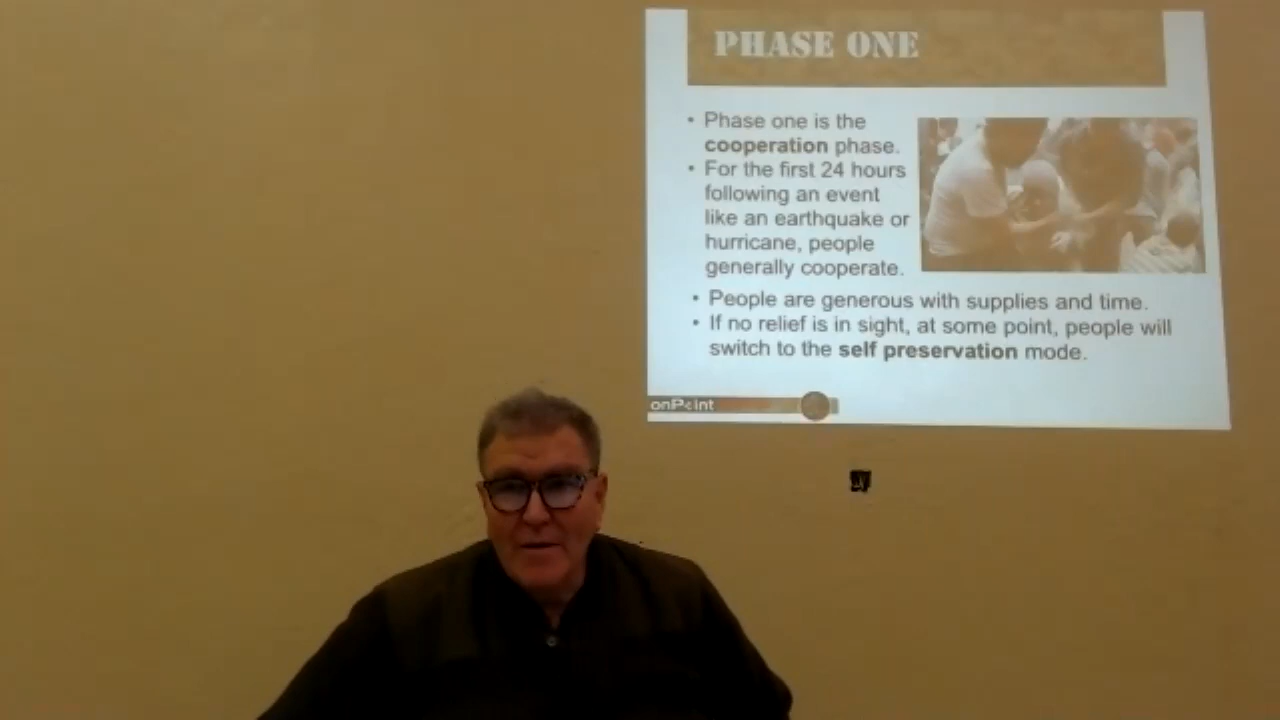 PHASE ONE
• Phase one is the
cooperation phase.
• For the first 24 hours
following an event
like an earthquake or
hurricane, people
generally cooperate.
• People are generous with supplies and time.
• If no relief is in sight, at some point, people will
switch to the self preservation mode.
onPoint